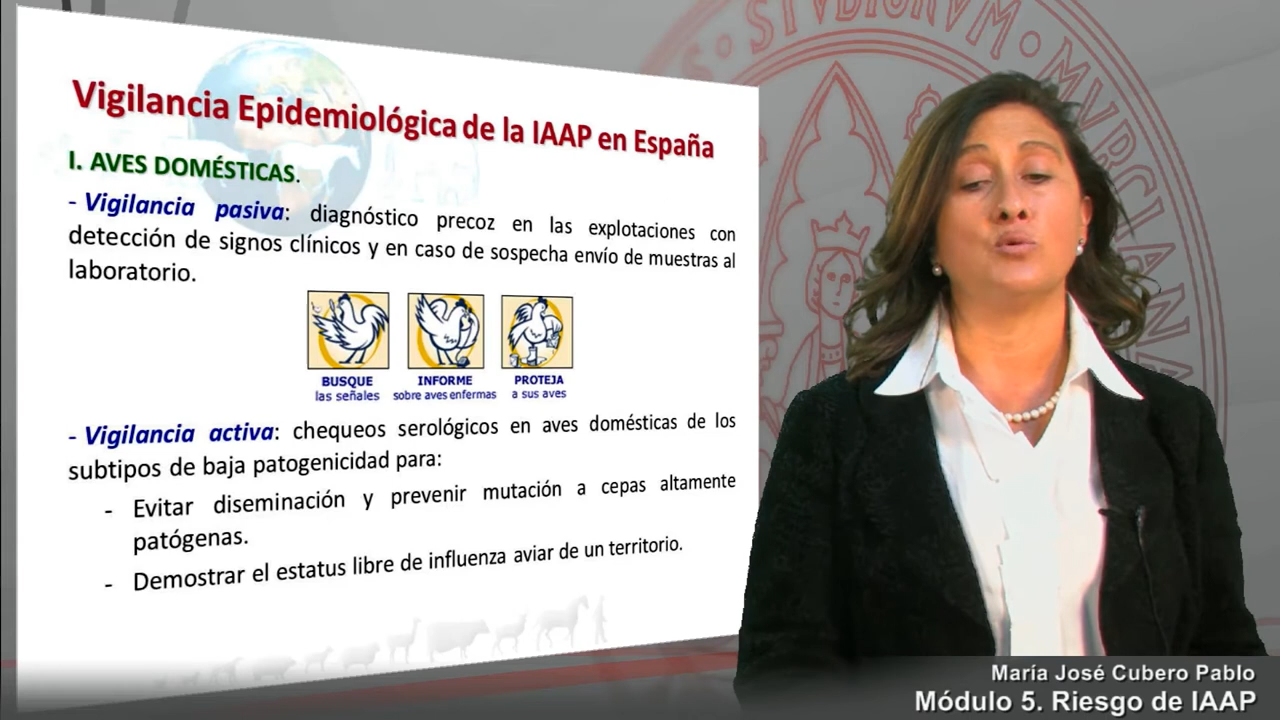 STVDIORVM
MVRCIANA
Vigilancia Epidemiológica de la IAAP en España
I. AVES DOMÉSTICAS.
- Vigilancia pasiva: diagnóstico precoz en las explotaciones con
detección de signos clínicos y en caso de sospecha envío de muestras al
laboratorio.
BUSQUE
las señales
INFORME
sobre aves enfermas
PROTEJA
a sus aves
- Vigilancia activa: chequeos serológicos en aves domésticas de los
subtipos de baja patogenicidad para:
- Evitar diseminación y prevenir mutación a cepas altamente
patógenas.
- Demostrar el estatus libre de influenza aviar de un territorio.
María José Cubero Pablo
Módulo 5. Riesgo de IAAP